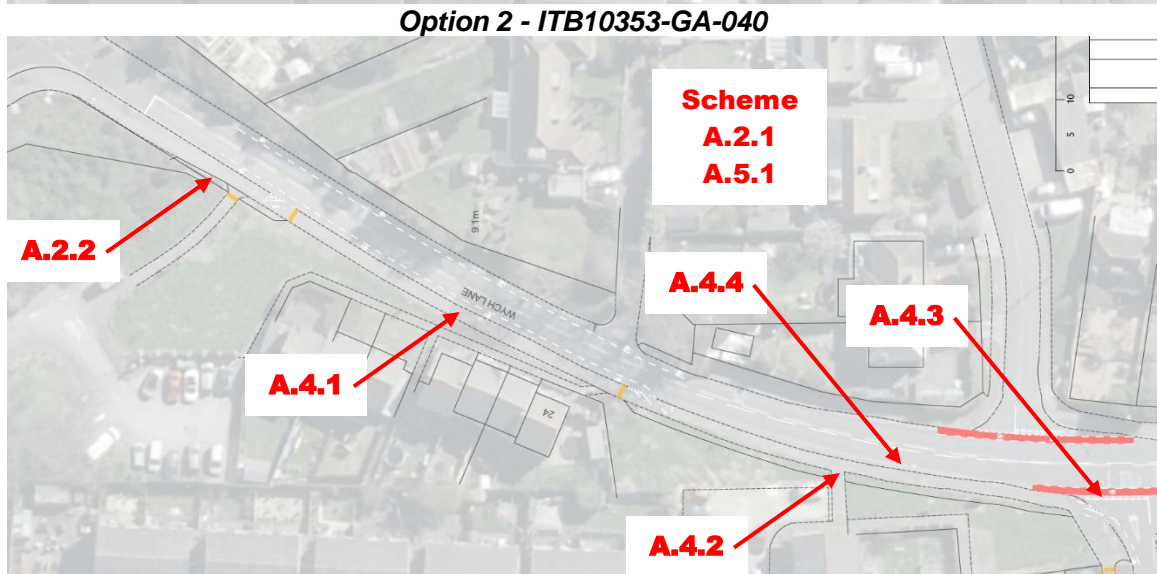 Option 2 - ITB10353-GA-040
Scheme
A.2.1
A.5.1
10
5
0
A.2.2
9.1m
WYCH LANE
A.4.4
A.4.3
A.4.1
24
A.4.2